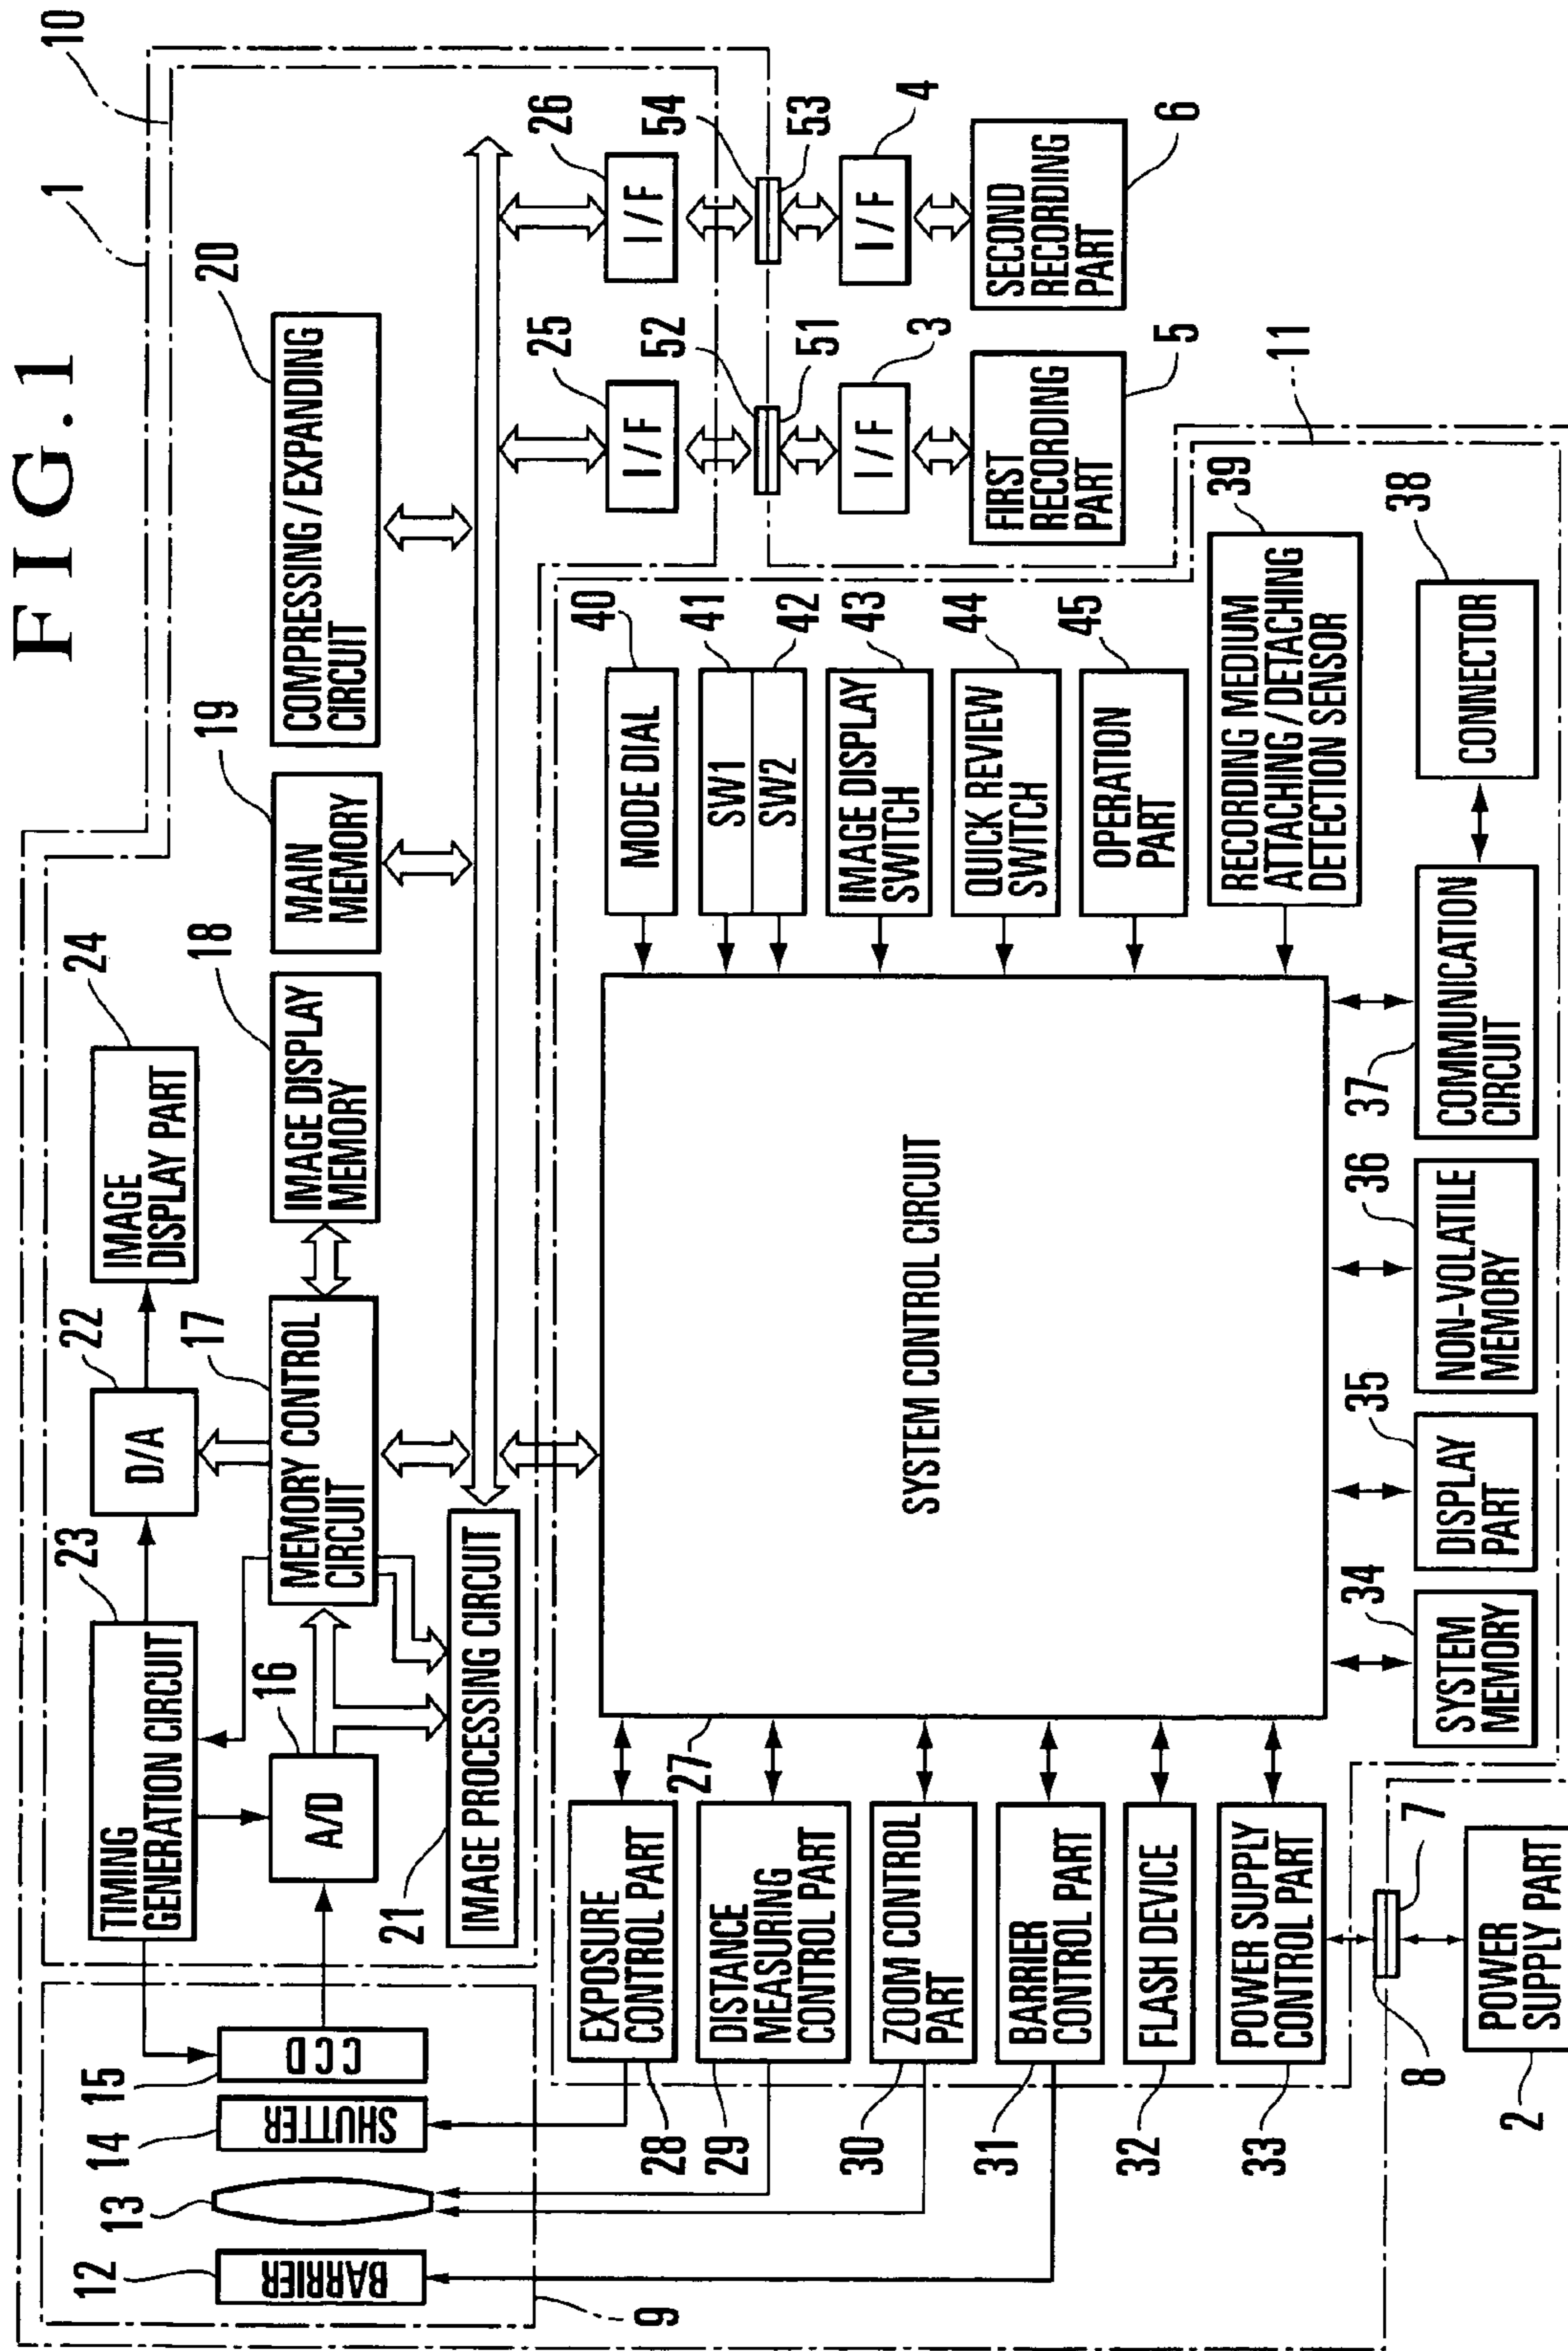 FIG.1
1
10
9
12
BARRIER
13
14
SHUTTER
15
CCD
23
TIMING
GENERATION CIRCUIT
22
D/A
24
IMAGE
DISPLAY PART
16
A/D
17
MEMORY CONTROL
CIRCUIT
18
IMAGE DISPLAY
MEMORY
19
MAIN
MEMORY
20
COMPRESSING/EXPANDING
CIRCUIT
21
IMAGE PROCESSING CIRCUIT
25
I/F
26
I/F
52
51
54
53
I/F
3
I/F
4
FIRST
RECORDING
PART
5
SECOND
RECORDING
PART
6
11
28
EXPOSURE
CONTROL PART
29
DISTANCE
MEASURING
CONTROL PART
30
ZOOM CONTROL
PART
31
BARRIER
CONTROL PART
32
FLASH DEVICE
33
POWER SUPPLY
CONTROL PART
27
SYSTEM CONTROL CIRCUIT
40
MODE DIAL
41
SW1
42
SW2
43
IMAGE DISPLAY
SWITCH
44
QUICK REVIEW
SWITCH
45
OPERATION
PART
39
RECORDING MEDIUM
ATTACHING/DETACHING
DETECTION SENSOR
34
SYSTEM
MEMORY
35
DISPLAY
PART
36
NON-VOLATILE
MEMORY
37
COMMUNICATION
CIRCUIT
38
CONNECTOR
8
7
2
POWER
SUPPLY PART